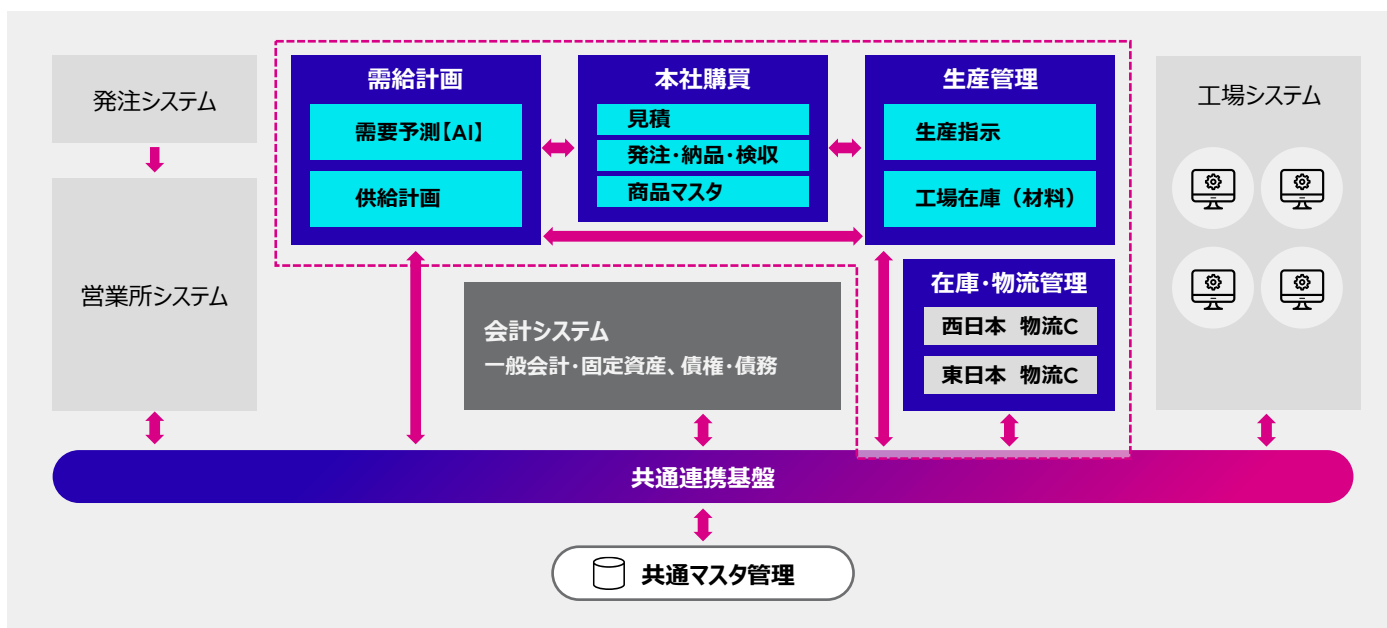 発注システム
営業所システム
需給計画
需要予測【AI】
供給計画
本社購買
見積
発注・納品・検収
商品マスタ
生産管理
生産指示
工場在庫（材料）
在庫・物流管理
西日本 物流C
東日本 物流C
会計システム
一般会計・固定資産、債権・債務
工場システム
共通連携基盤
共通マスタ管理